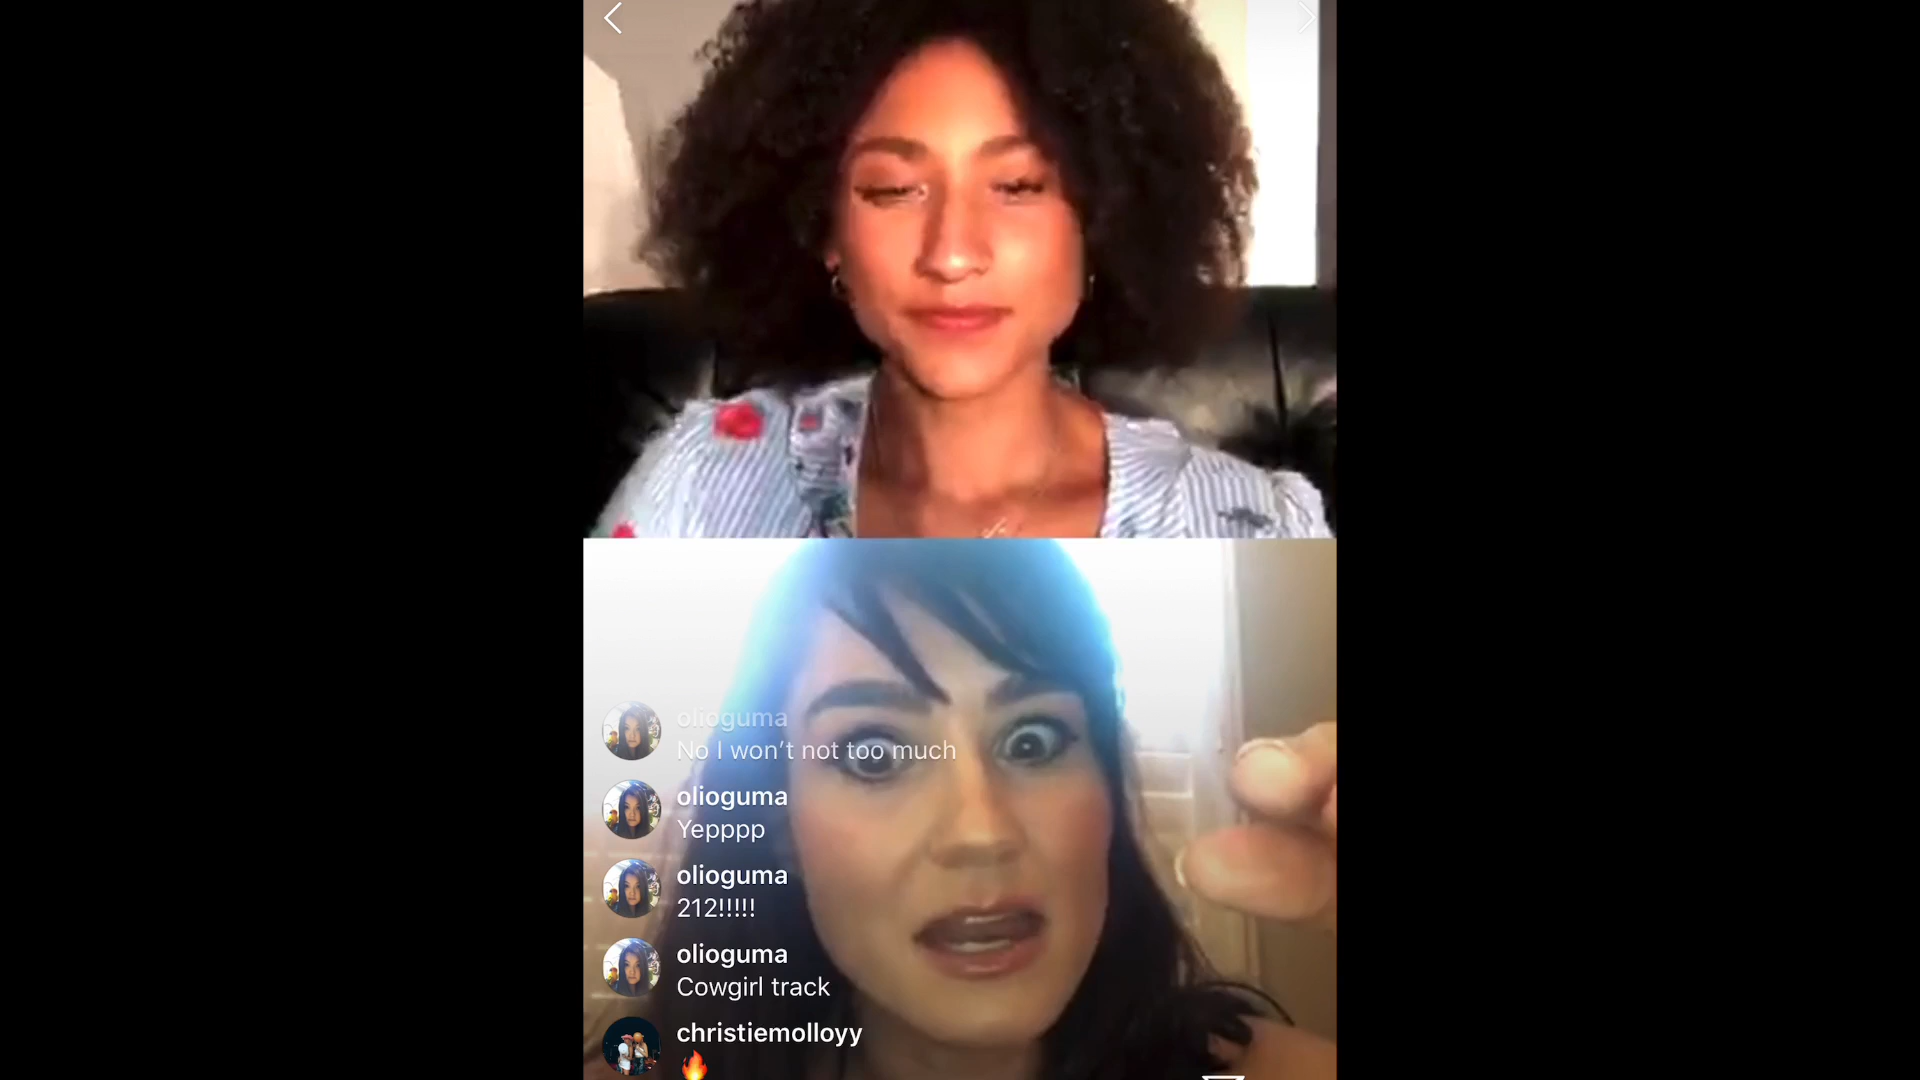 olioguma
No I won’t not too much
olioguma
Yepppp
olioguma
212!!!!!
olioguma
Cowgirl track
christiemolloyy
🔥